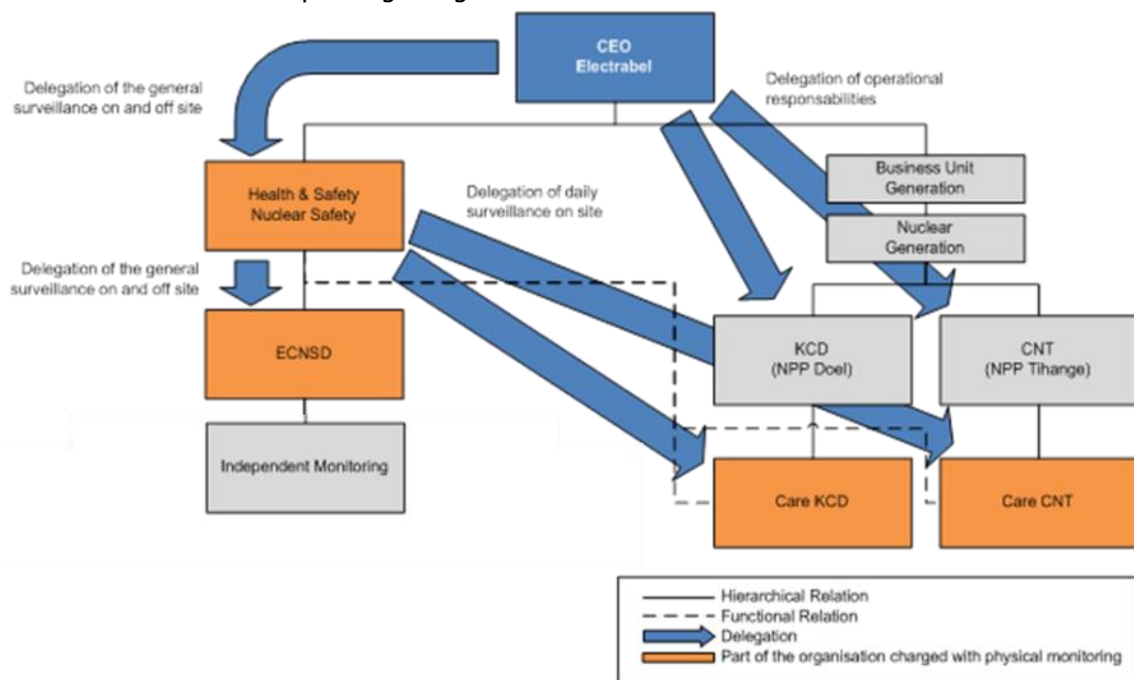 CEO
Electrabel
Delegation of the general
surveillance on and off site
Delegation of operational
responsabilities
Health & Safety
Nuclear Safety
Delegation of daily
surveillance on site
Business Unit
Generation
Nuclear
Generation
Delegation of the general
surveillance on and off site
ECNSD
KCD
(NPP Doel)
CNT
(NPP Tihange)
Independent Monitoring
Care KCD
Care CNT
Hierarchical Relation
Functional Relation
Delegation
Part of the organisation charged with physical monitoring